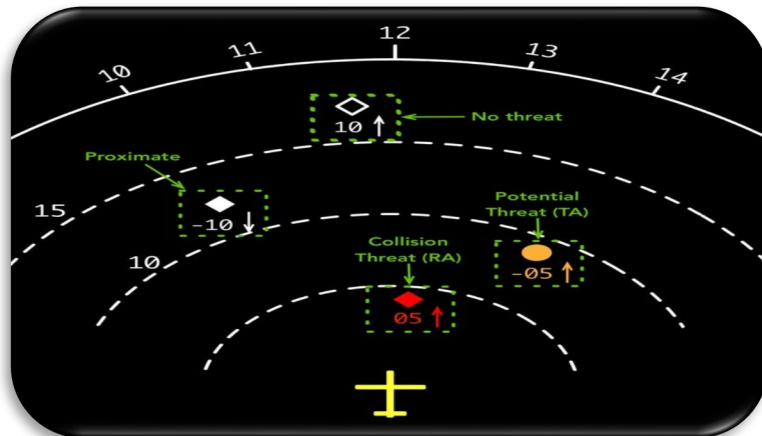 12
11
13
10
14
10 ↑
No threat
Proximate
15
-10 ↓
Potential
Threat (TA)
10
Collision
Threat (RA)
-05 ↑
05 ↑